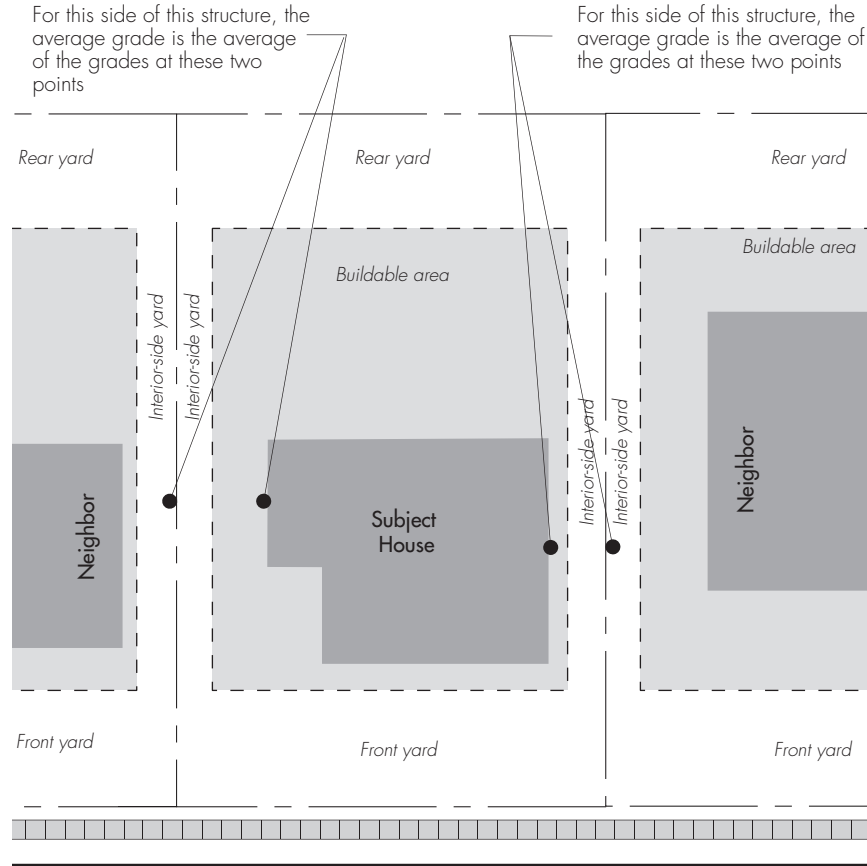 For this side of this structure, the
average grade is the average
of the grades at these two
points
For this side of this structure, the
average grade is the average of
the grades at these two points
Rear yard
Rear yard
Rear yard
Buildable area
Buildable area
Interior-side yard
Interior-side yard
Interior-side yard
Interior-side yard
Neighbor
Subject
House
Neighbor
Front yard
Front yard
Front yard